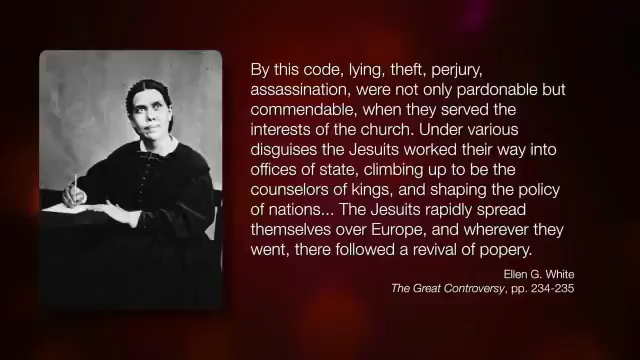 By this code, lying, theft, perjury,
assassination, were not only pardonable but
commendable, when they served the
interests of the church. Under various
disguises the Jesuits worked their way into
offices of state, climbing up to be the
counselors of kings, and shaping the policy
of nations... The Jesuits rapidly spread
themselves over Europe, and wherever they
went, there followed a revival of popery.
Ellen G. White
The Great Controversy, pp. 234-235